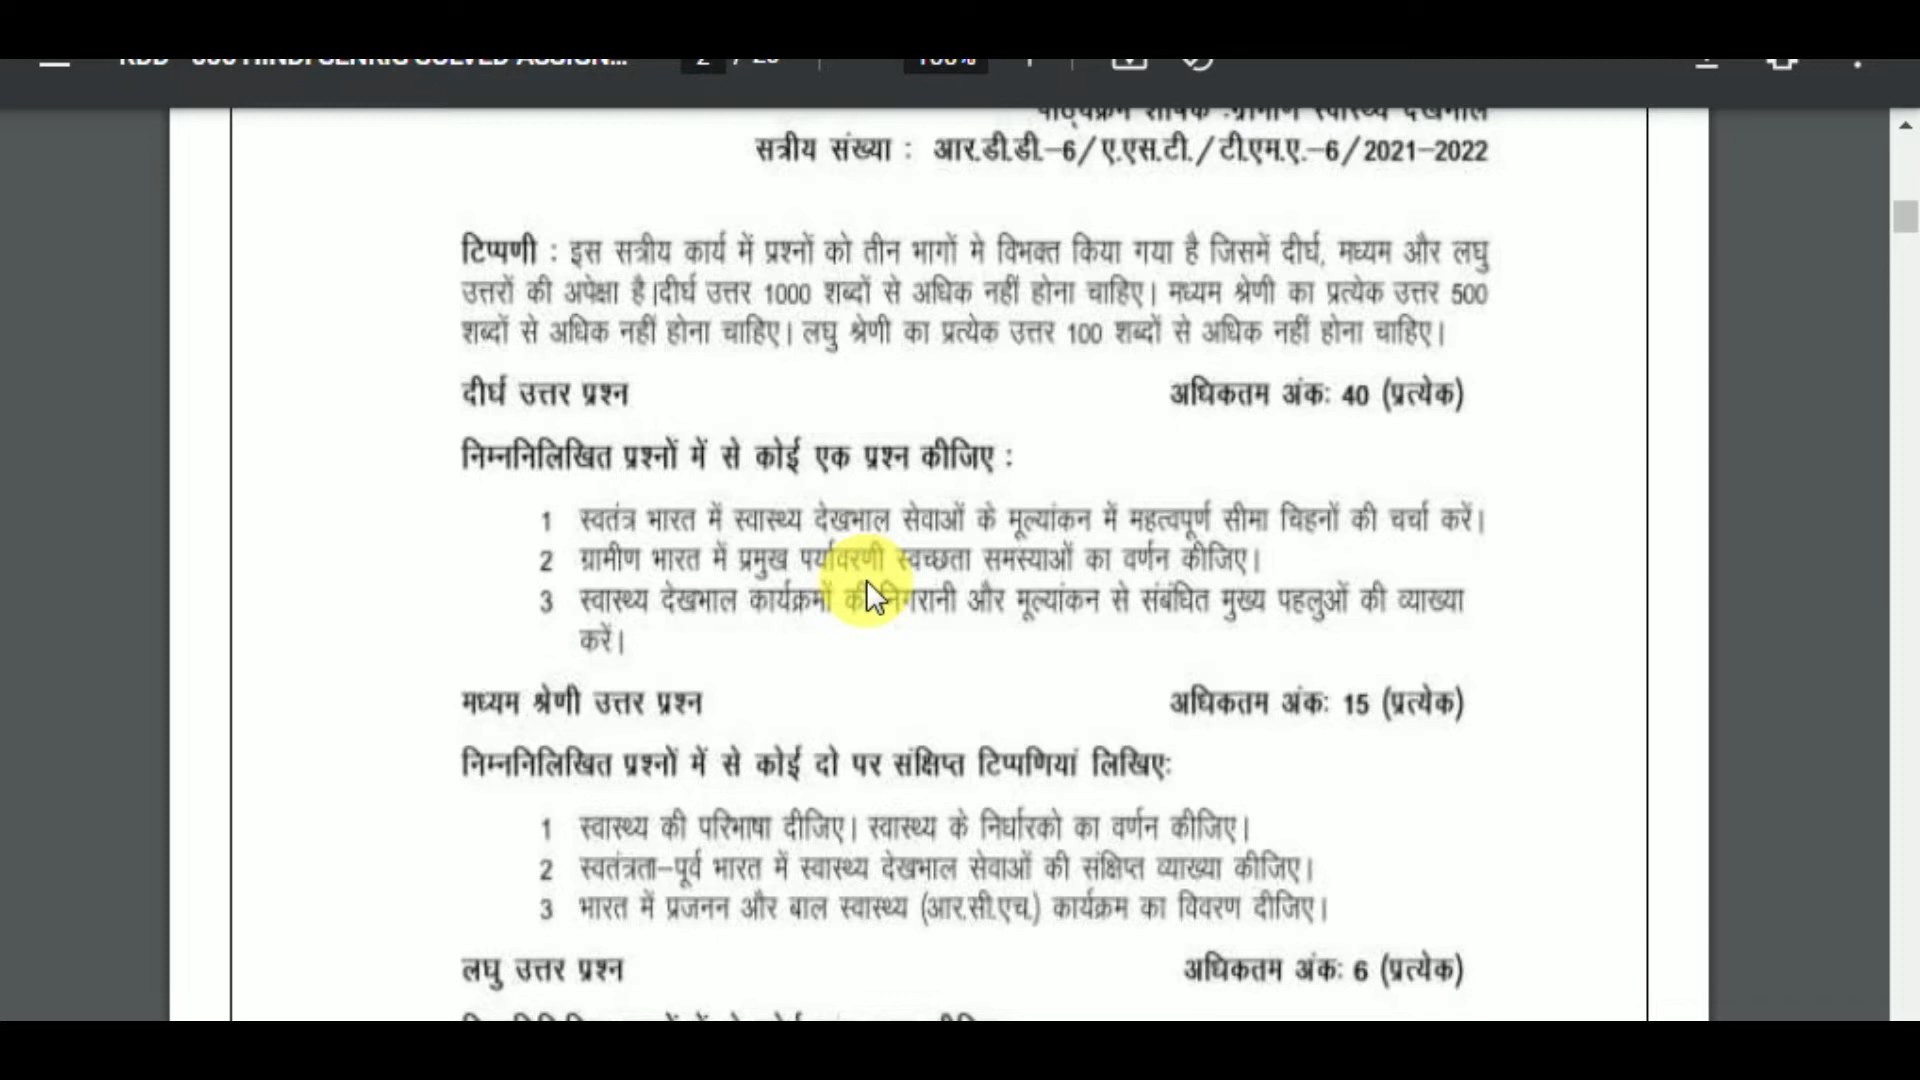 सत्रीय संख्या : आर.डी.डी.–6/ए.एस.टी./टी.एम.ए.–6/2021–2022
टिप्पणी : इस सत्रीय कार्य में प्रश्नों को तीन भागों मे विभक्त किया गया है जिसमें दीर्घ, मध्यम और लघु
उत्तरों की अपेक्षा है।दीर्घ उत्तर 1000 शब्दों से अधिक नहीं होना चाहिए। मध्यम श्रेणी का प्रत्येक उत्तर 500
शब्दों से अधिक नहीं होना चाहिए। लघु श्रेणी का प्रत्येक उत्तर 100 शब्दों से अधिक नहीं होना चाहिए।
दीर्घ उत्तर प्रश्न अधिकतम अंकः 40 (प्रत्येक)
निम्ननिलिखित प्रश्नों में से कोई एक प्रश्न कीजिए :
1 स्वतंत्र भारत में स्वास्थ्य देखभाल सेवाओं के मूल्यांकन में महत्वपूर्ण सीमा चिहनों की चर्चा करें।
2 ग्रामीण भारत में प्रमुख पर्यावरणी स्वच्छता समस्याओं का वर्णन कीजिए।
3 स्वास्थ्य देखभाल कार्यक्रमों की निगरानी और मूल्यांकन से संबंधित मुख्य पहलुओं की व्याख्या
करें।
मध्यम श्रेणी उत्तर प्रश्न अधिकतम अंकः 15 (प्रत्येक)
निम्ननिलिखित प्रश्नों में से कोई दो पर संक्षिप्त टिप्पणियां लिखिएः
1 स्वास्थ्य की परिभाषा दीजिए। स्वास्थ्य के निर्धारको का वर्णन कीजिए।
2 स्वतंत्रता–पूर्व भारत में स्वास्थ्य देखभाल सेवाओं की संक्षिप्त व्याख्या कीजिए।
3 भारत में प्रजनन और बाल स्वास्थ्य (आर.सी.एच.) कार्यक्रम का विवरण दीजिए।
लघु उत्तर प्रश्न अधिकतम अंकः 6 (प्रत्येक)